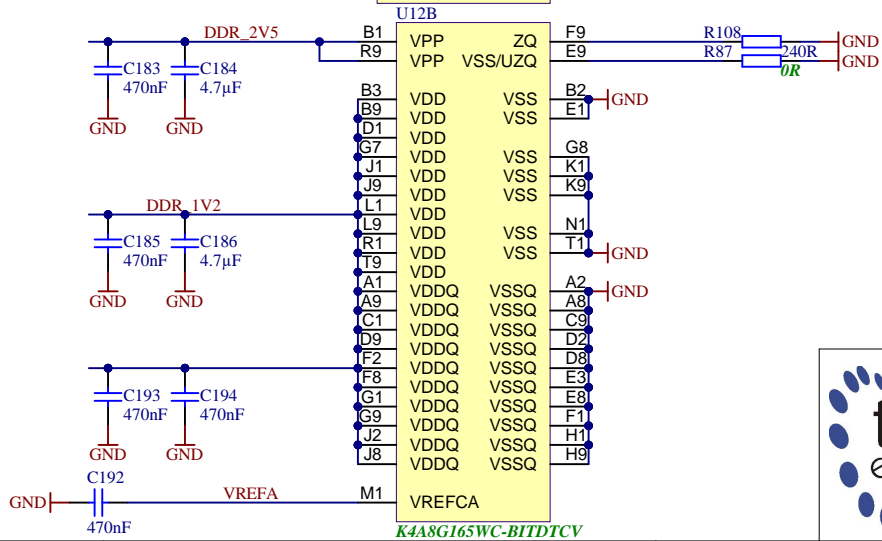 U12B
DDR_2V5 B1 VPP ZQ F9 R108 GND
R9 VPP VSS/UZQ E9 R87 240R GND
0R
C183 C184
470nF 4.7µF
GND GND
B3 VDD VSS B2 GND
B9 VDD VSS E1
D1 VDD
G7 VDD VSS G8
J1 VDD VSS K1
J9 VDD VSS K9
DDR_1V2 L1 VDD
L9 VDD VSS N1
R1 VDD VSS T1 GND
T9 VDD
C185 C186
470nF 4.7µF
GND GND
A1 VDDQ VSSQ A2 GND
A9 VDDQ VSSQ A8
C1 VDDQ VSSQ C9
D9 VDDQ VSSQ D2
F2 VDDQ VSSQ D8
F8 VDDQ VSSQ E3
G1 VDDQ VSSQ E8
G9 VDDQ VSSQ F1
J2 VDDQ VSSQ H1
J8 VDDQ VSSQ H9
C193 C194
470nF 470nF
GND GND
C192
GND VREFA M1 VREFCA
470nF
K4A8G165WC-BITDTCV